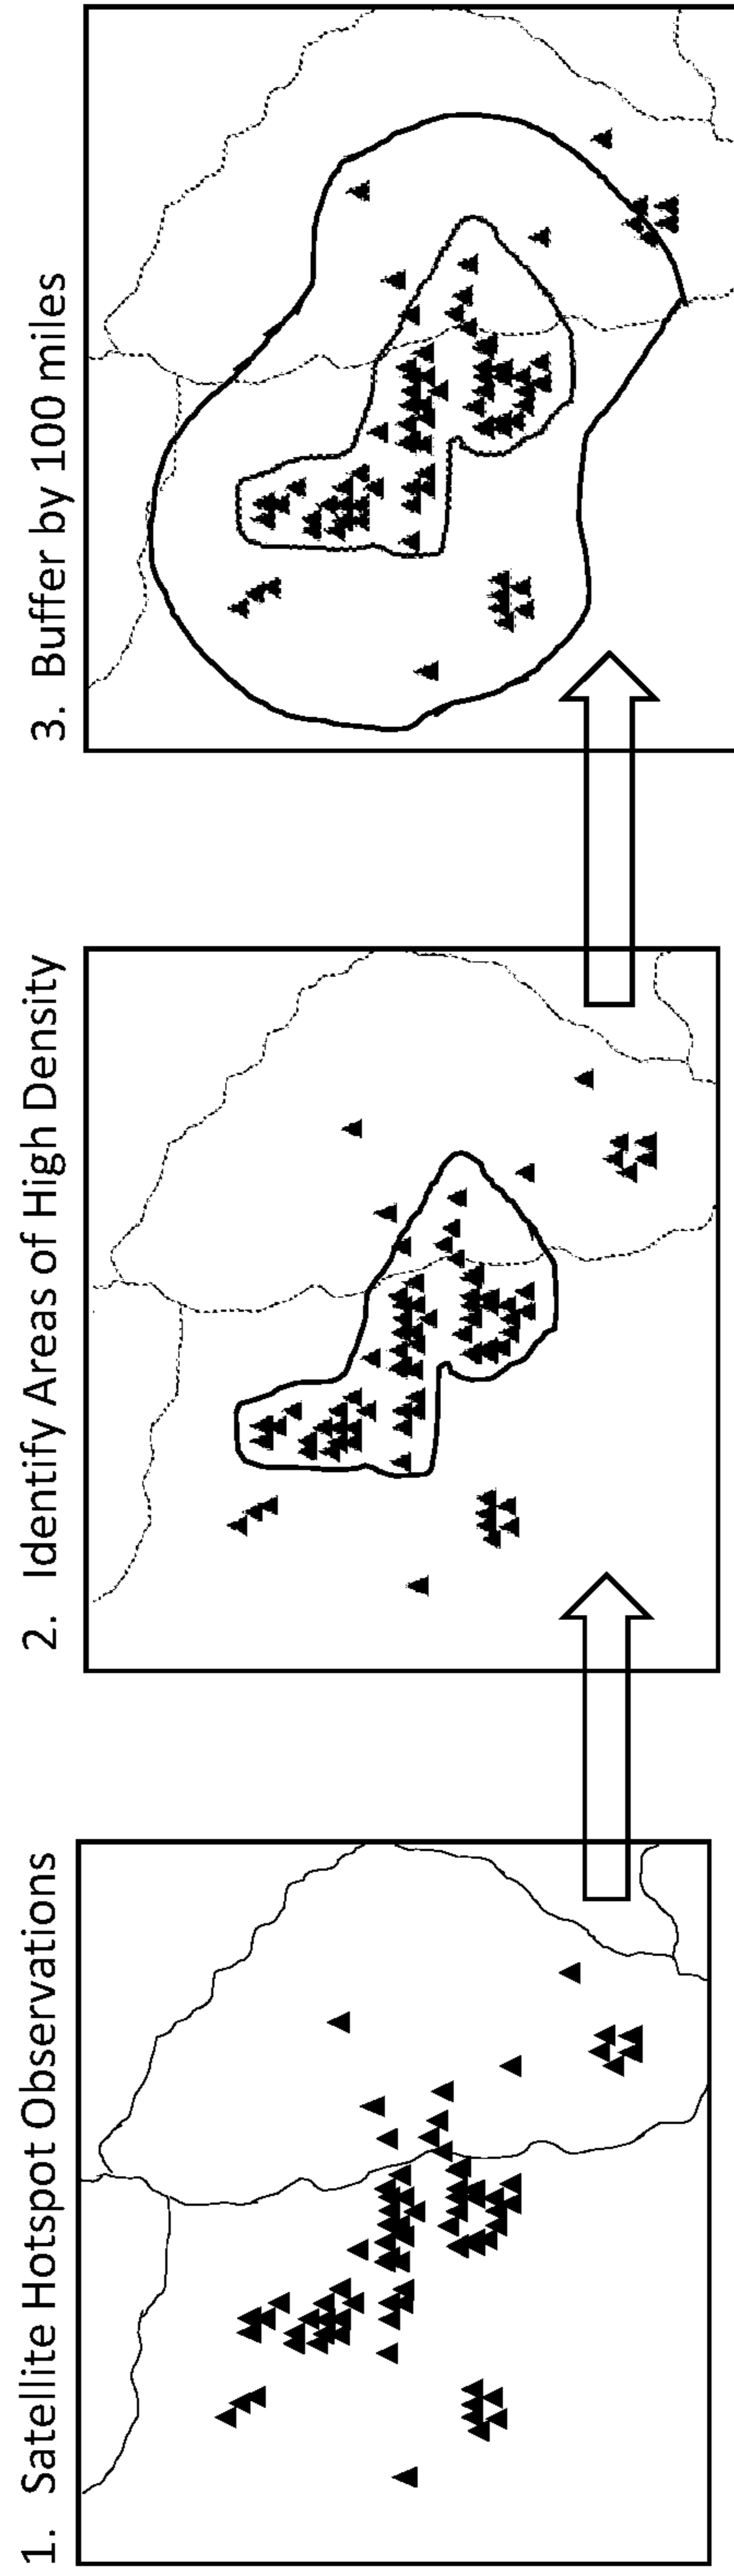 1. Satellite Hotspot Observations
2. Identify Areas of High Density
3. Buffer by 100 miles